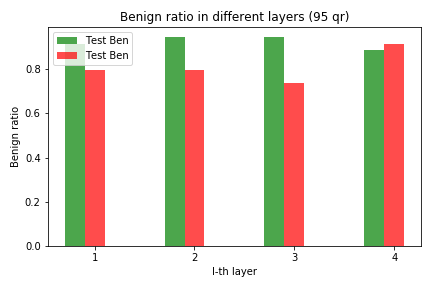 Benign ratio in different layers (95 qr)
Test Ben
Test Ben
0.8
0.6
0.4
0.2
0.0
Benign ratio
1 2 3 4
l-th layer